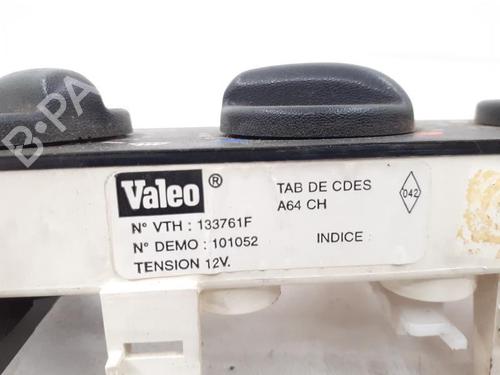 Valeo®
N° VTH : 133761F
N° DEMO : 101052
TENSION 12V.
TAB DE CDES
A64 CH
INDICE :
042
B-PA